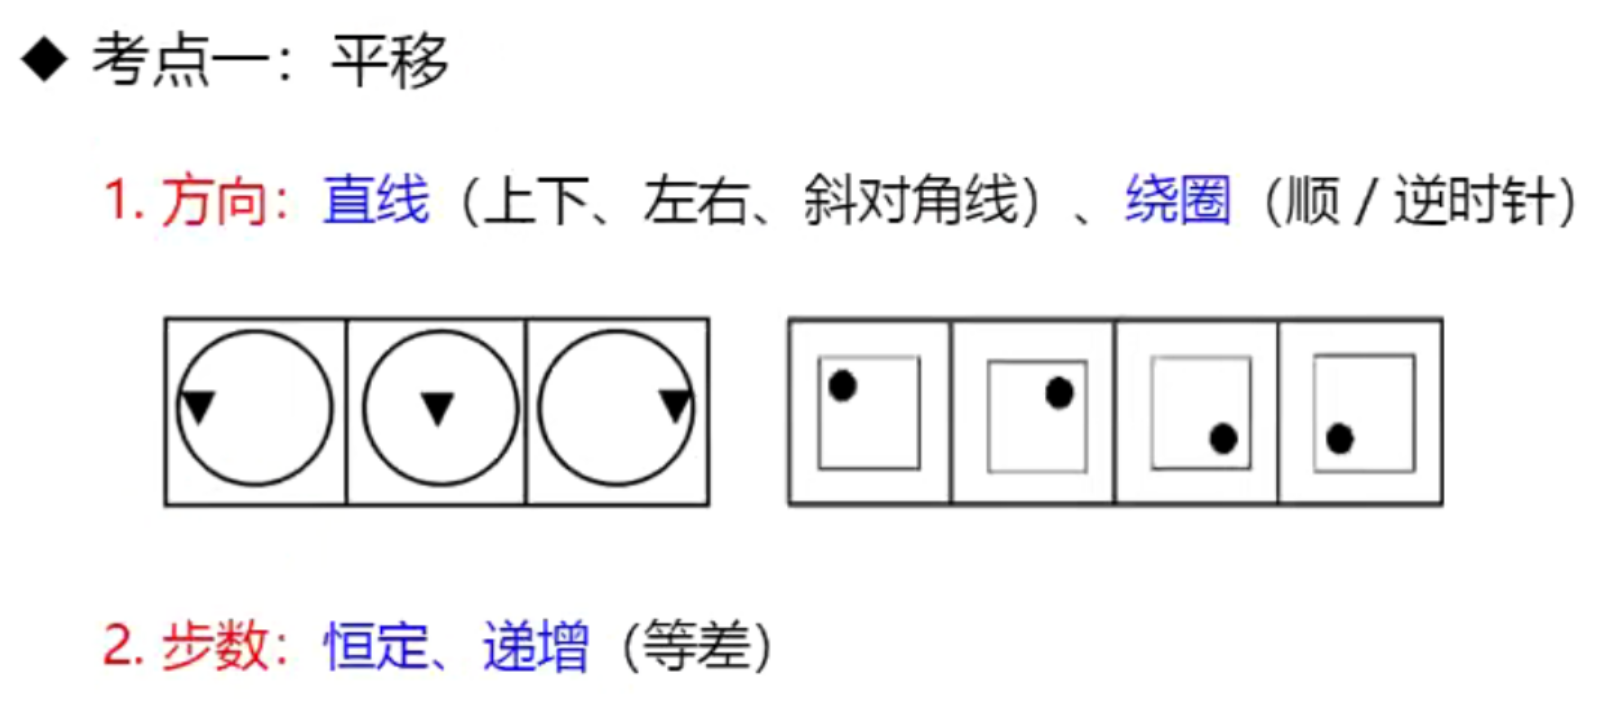 ◆ 考点一：平移
1. 方向：直线（上下、左右、斜对角线）、绕圈（顺 / 逆时针）
2. 步数：恒定、递增（等差）